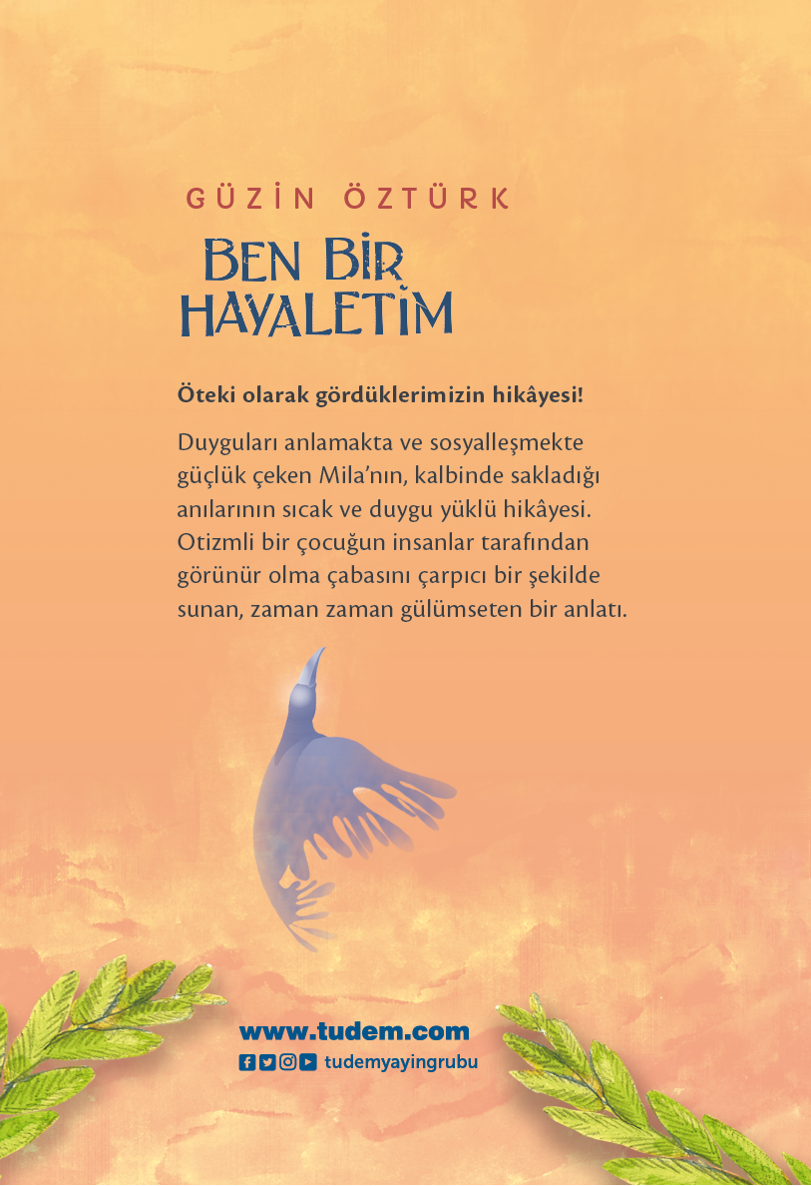 GÜZİN ÖZTÜRK
BEN BİR
HAYALETİM
Öteki olarak gördüklerimizin hikâyesi!
Duyguları anlamakta ve sosyalleşmekte
güçlük çeken Mila’nın, kalbinde sakladığı
anılarının sıcak ve duygu yüklü hikâyesi.
Otizmli bir çocuğun insanlar tarafından
görünür olma çabasını çarpıcı bir şekilde
sunan, zaman zaman gülümseten bir anlatı.
www.tudem.com
tudemyayingrubu